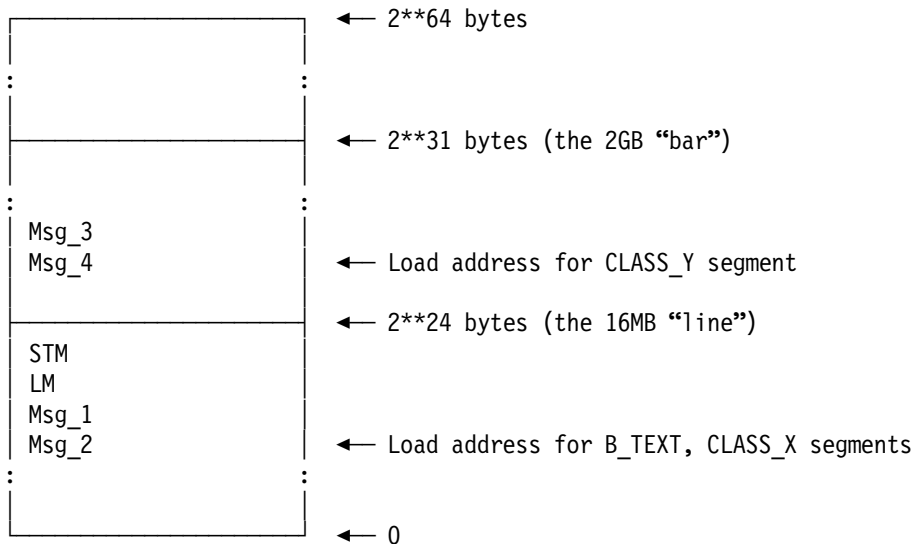 ◄── 2**64 bytes
:                    :
◄── 2**31 bytes (the 2GB “bar”)
:                    :
Msg_3
Msg_4 ◄── Load address for CLASS_Y segment
◄── 2**24 bytes (the 16MB “line”)
STM
LM
Msg_1
Msg_2 ◄── Load address for B_TEXT, CLASS_X segments
:                    :
◄── 0